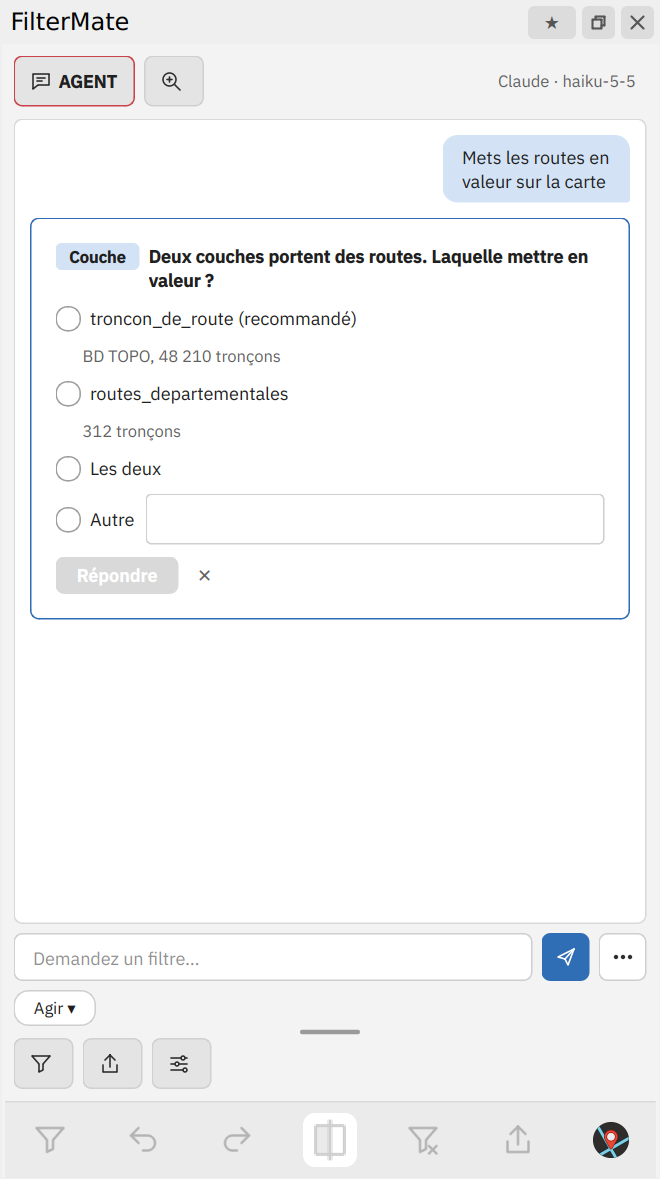 FilterMate
AGENT
Claude · haiku-5-5
Mets les routes en
valeur sur la carte
Couche
Deux couches portent des routes. Laquelle mettre en
valeur ?
troncon_de_route (recommandé)
BD TOPO, 48 210 tronçons
routes_departementales
312 tronçons
Les deux
Autre
Répondre
Demandez un filtre...
Agir ▾